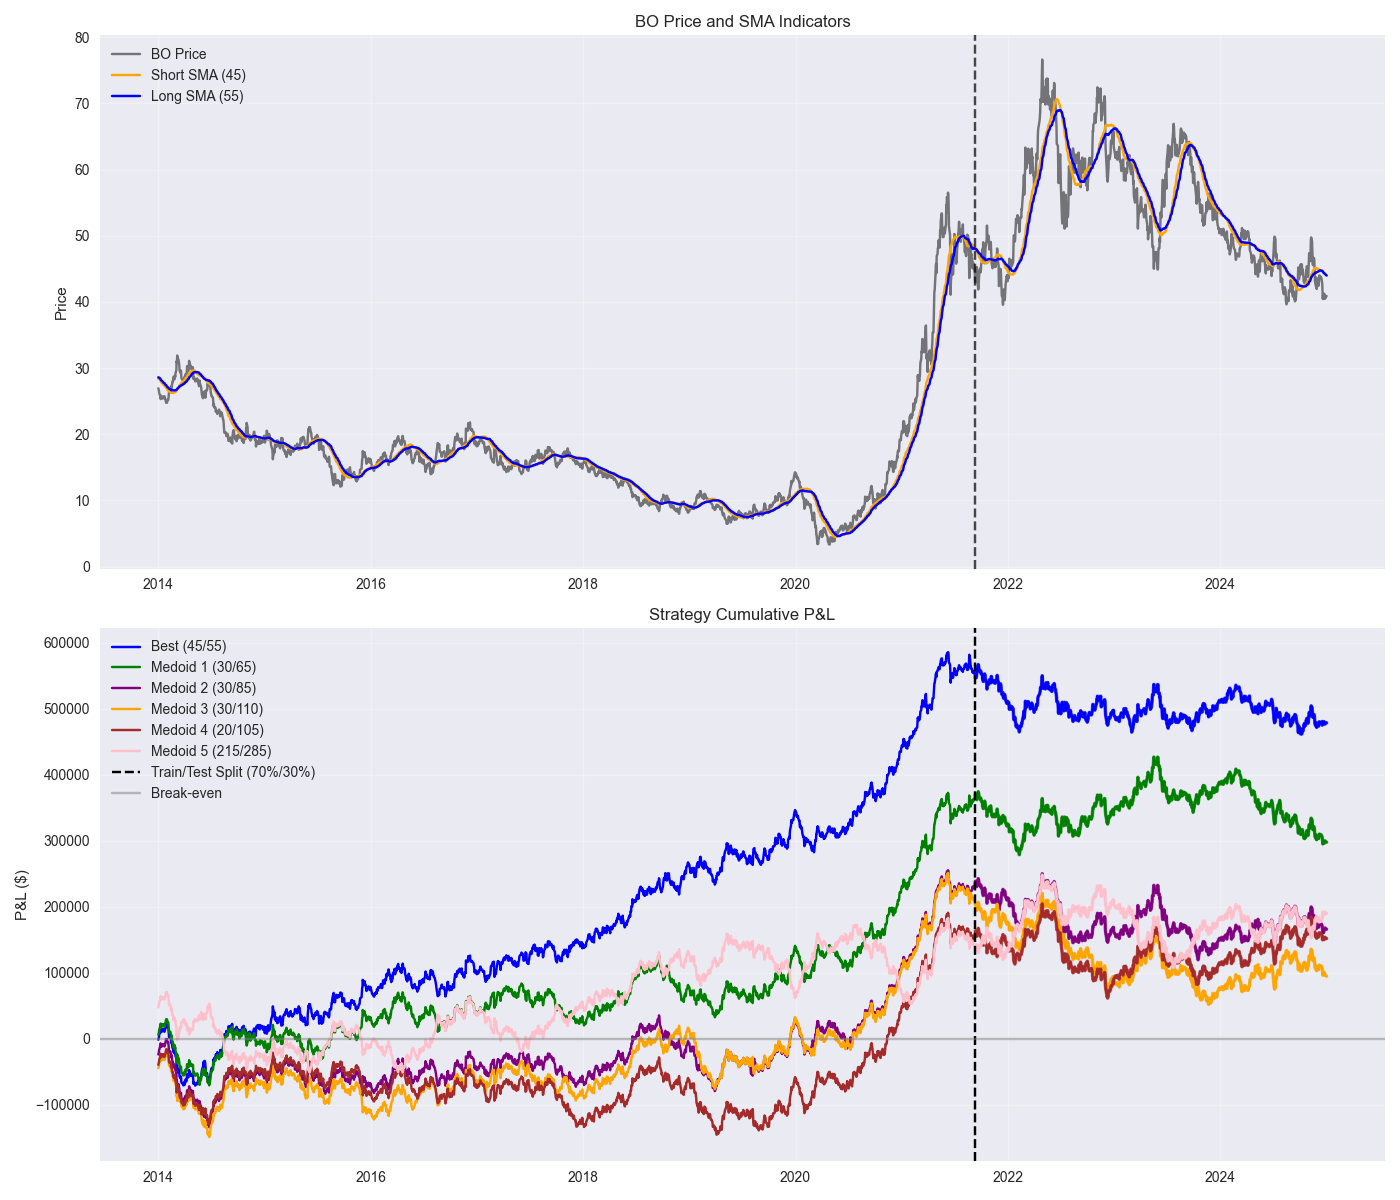 BO Price and SMA Indicators
BO Price
Short SMA (45)
Long SMA (55)
Price
80
70
60
50
40
30
20
10
0
2014 2016 2018 2020 2022 2024
Strategy Cumulative P&L
Best (45/55)
Medoid 1 (30/65)
Medoid 2 (30/85)
Medoid 3 (30/110)
Medoid 4 (20/105)
Medoid 5 (215/285)
Train/Test Split (70%/30%)
Break-even
P&L ($)
600000
500000
400000
300000
200000
100000
0
−100000
2014 2016 2018 2020 2022 2024